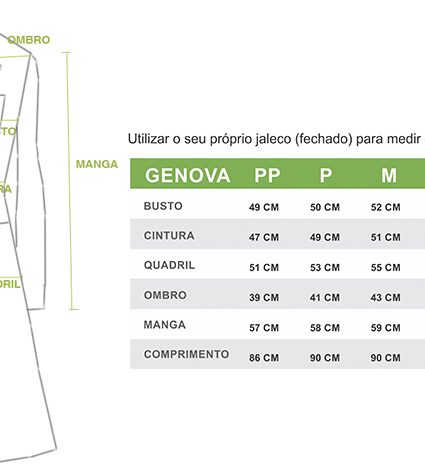 OMBRO
STO
MANGA
RA
DRIL
Utilizar o seu próprio jaleco (fechado) para medir
GENOVA PP P M
BUSTO 49 CM 50 CM 52 CM
CINTURA 47 CM 49 CM 51 CM
QUADRIL 51 CM 53 CM 55 CM
OMBRO 39 CM 41 CM 43 CM
MANGA 57 CM 58 CM 59 CM
COMPRIMENTO 86 CM 90 CM 90 CM